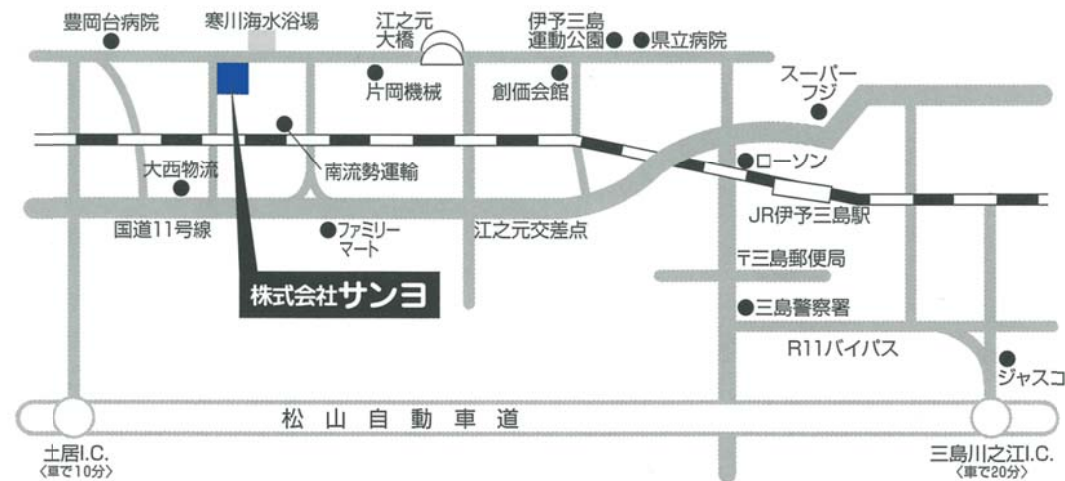 豊岡台病院
寒川海水浴場
江之元
大橋
伊予三島
運動公園
県立病院
スーパー
フジ
片岡機械
創価会館
ローソン
大西物流
南流勢運輸
JR伊予三島駅
国道11号線
ファミリー
マート
江之元交差点
〒三島郵便局
株式会社サンヨ
三島警察署
R11バイパス
ジャスコ
松山自動車道
土居I.C.
〈車で10分〉
三島川之江I.C.
〈車で20分〉